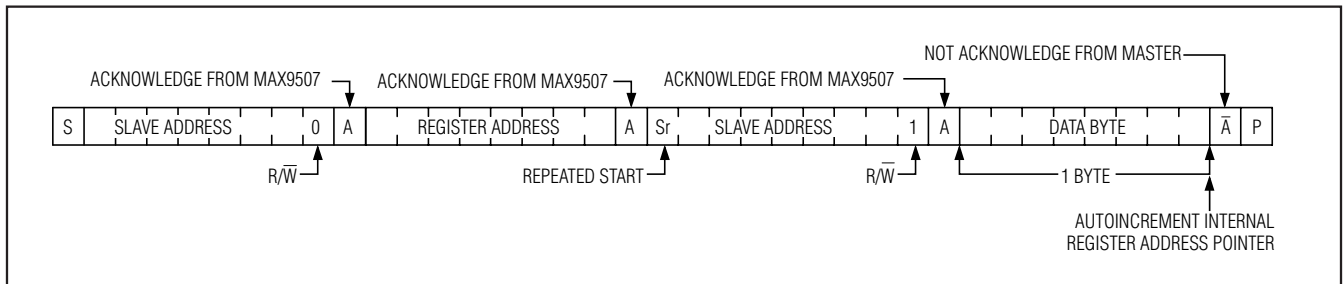 NOT ACKNOWLEDGE FROM MASTER
ACKNOWLEDGE FROM MAX9507 ACKNOWLEDGE FROM MAX9507 ACKNOWLEDGE FROM MAX9507
S SLAVE ADDRESS 0 A REGISTER ADDRESS A Sr SLAVE ADDRESS 1 A DATA BYTE A̅ P
R/W̅ REPEATED START R/W̅ 1 BYTE
AUTOINCREMENT INTERNAL
REGISTER ADDRESS POINTER